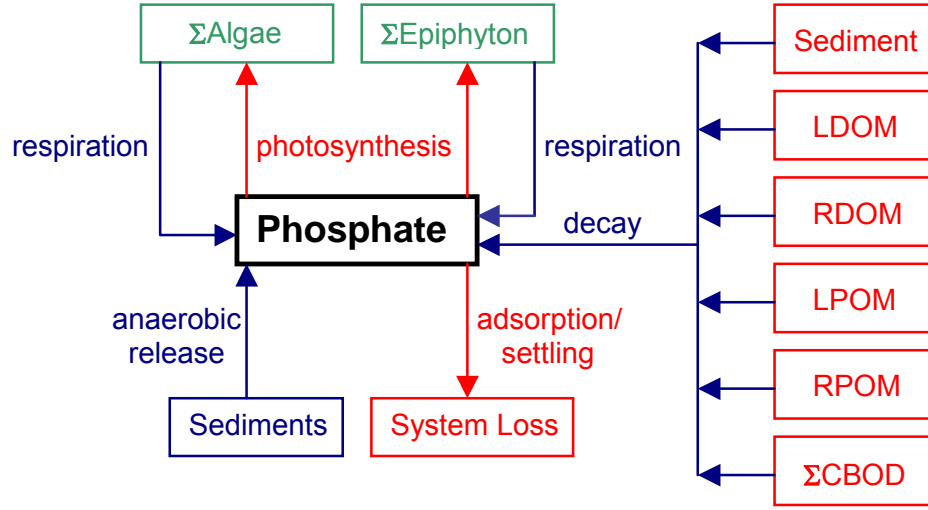 ΣAlgae
ΣEpiphyton
Sediment
respiration
photosynthesis
respiration
LDOM
Phosphate
decay
RDOM
anaerobic
release
adsorption/
settling
LPOM
RPOM
Sediments
System Loss
ΣCBOD